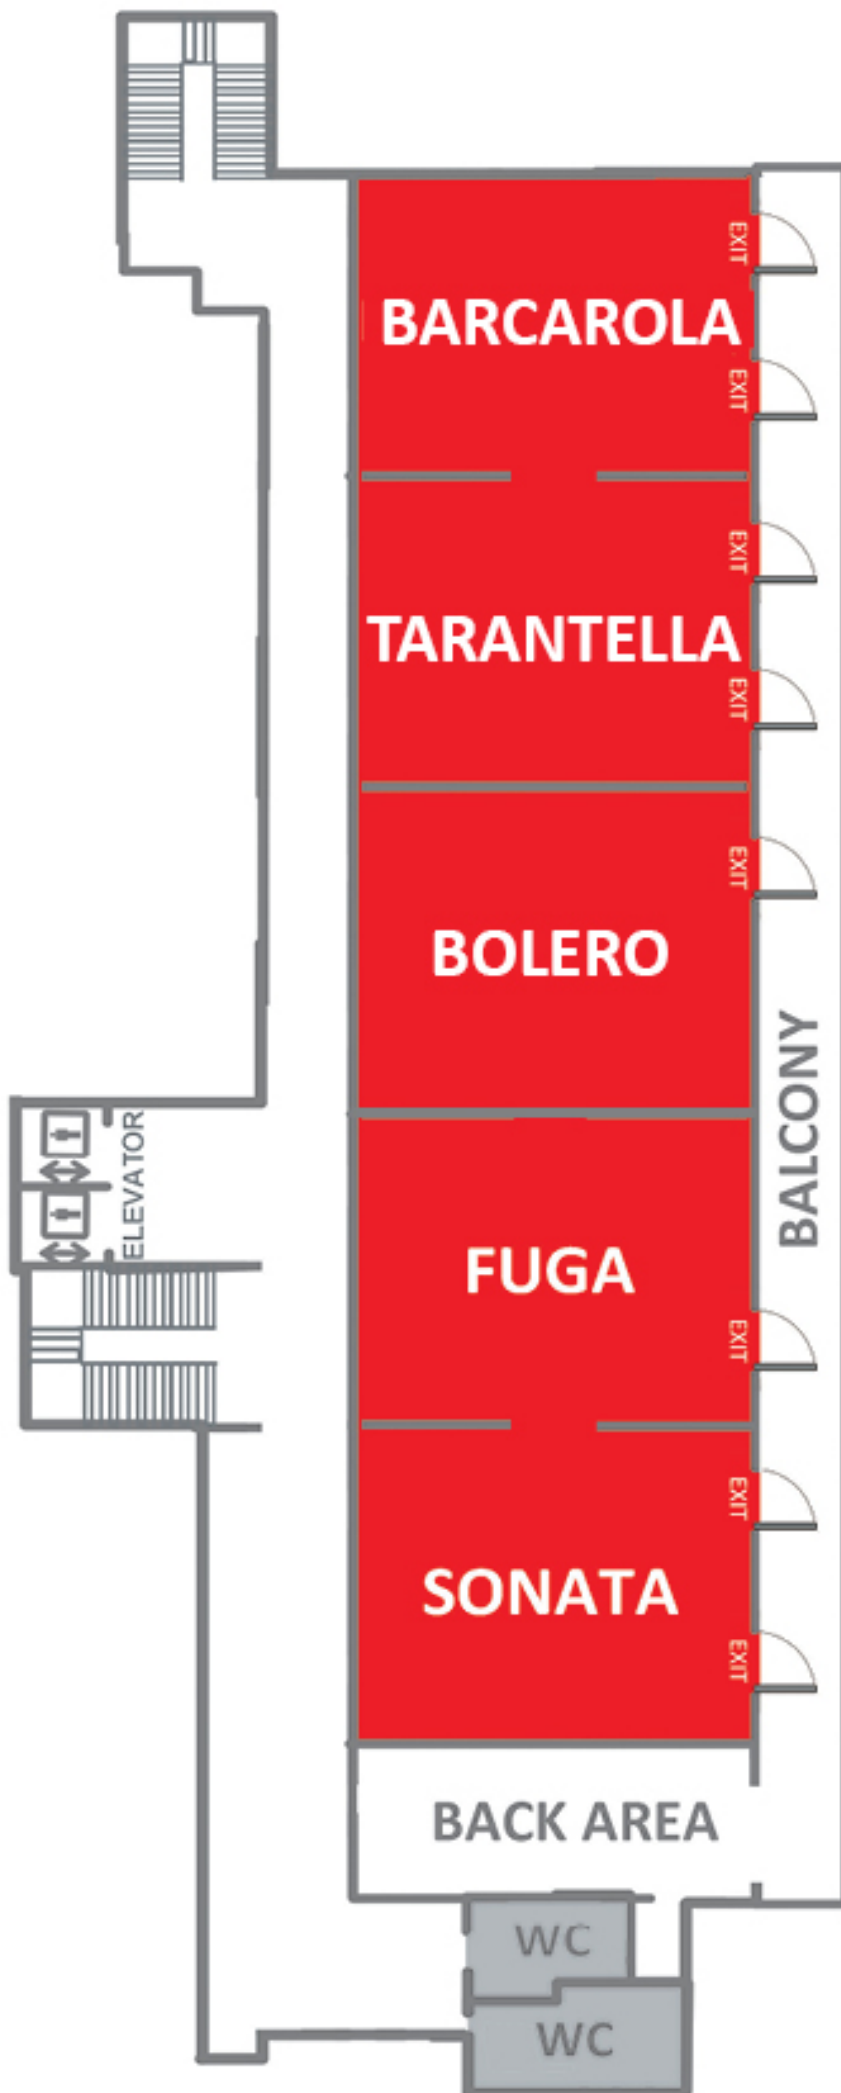 EXIT
BARCAROLA
EXIT
EXIT
TARANTELLA
EXIT
EXIT
BOLERO
BALCONY
ELEVATOR
FUGA
EXIT
EXIT
SONATA
EXIT
BACK AREA
WC
WC